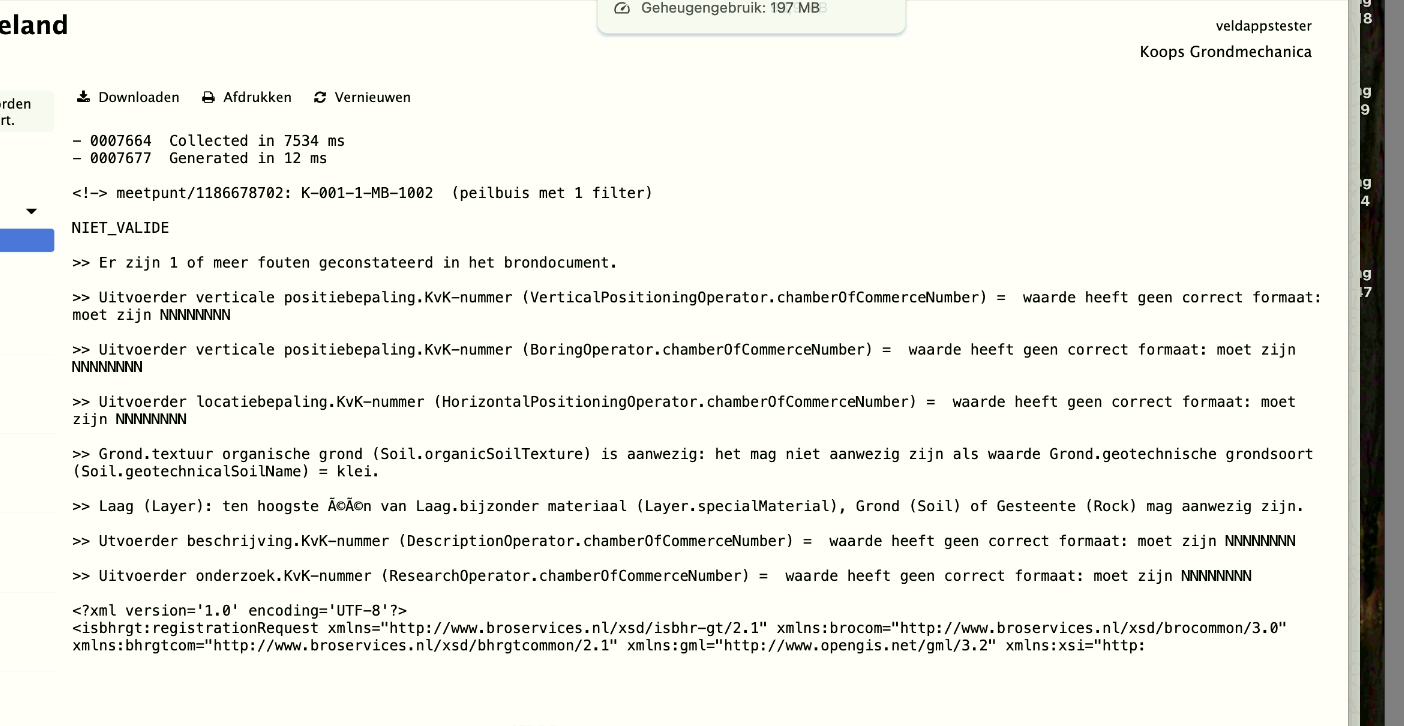 Geheugengebruik: 197 MB
eland
veldappstester
Koops Grondmechanica
orden
rt.
Downloaden Afdrukken Vernieuwen
– 0007664  Collected in 7534 ms
– 0007677  Generated in 12 ms
<!–> meetpunt/1186678702: K-001-1-MB-1002  (peilbuis met 1 filter)
NIET_VALIDE
>> Er zijn 1 of meer fouten geconstateerd in het brondocument.
>> Uitvoerder verticale positiebepaling.KvK-nummer (VerticalPositioningOperator.chamberOfCommerceNumber) =  waarde heeft geen correct formaat:
moet zijn NNNNNNNN
>> Uitvoerder verticale positiebepaling.KvK-nummer (BoringOperator.chamberOfCommerceNumber) =  waarde heeft geen correct formaat: moet zijn
NNNNNNNN
>> Uitvoerder locatiebepaling.KvK-nummer (HorizontalPositioningOperator.chamberOfCommerceNumber) =  waarde heeft geen correct formaat: moet
zijn NNNNNNNN
>> Grond.textuur organische grond (Soil.organicSoilTexture) is aanwezig: het mag niet aanwezig zijn als waarde Grond.geotechnische grondsoort
(Soil.geotechnicalSoilName) = klei.
>> Laag (Layer): ten hoogste Ã©Ã©n van Laag.bijzonder materiaal (Layer.specialMaterial), Grond (Soil) of Gesteente (Rock) mag aanwezig zijn.
>> Utvoerder beschrijving.KvK-nummer (DescriptionOperator.chamberOfCommerceNumber) =  waarde heeft geen correct formaat: moet zijn NNNNNNNN
>> Uitvoerder onderzoek.KvK-nummer (ResearchOperator.chamberOfCommerceNumber) =  waarde heeft geen correct formaat: moet zijn NNNNNNNN
<?xml version='1.0' encoding='UTF-8'?>
<isbhrgt:registrationRequest xmlns="http://www.broservices.nl/xsd/isbhr-gt/2.1" xmlns:brocom="http://www.broservices.nl/xsd/brocommon/3.0"
xmlns:bhrgtcom="http://www.broservices.nl/xsd/bhrgtcommon/2.1" xmlns:gml="http://www.opengis.net/gml/3.2" xmlns:xsi="http: